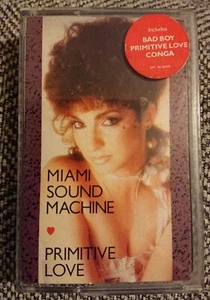 Includes
BAD BOY
PRIMITIVE LOVE
CONGA
MIAMI
SOUND
MACHINE
PRIMITIVE
LOVE